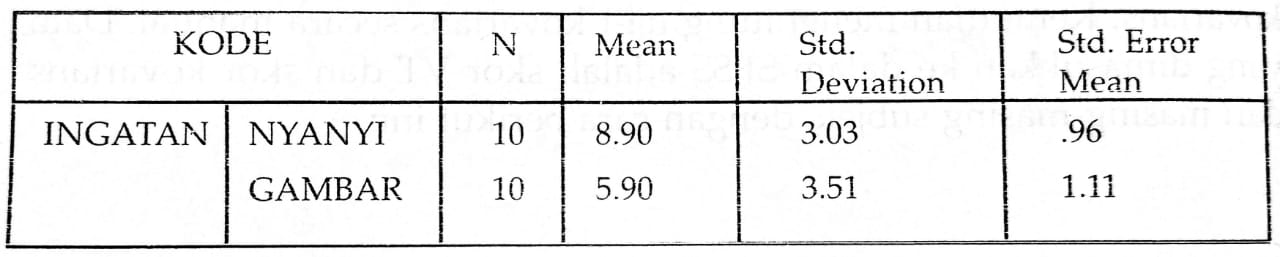 KODE N Mean Std. Deviation Std. Error Mean
INGATAN NYANYI 10 8.90 3.03 .96
GAMBAR 10 5.90 3.51 1.11